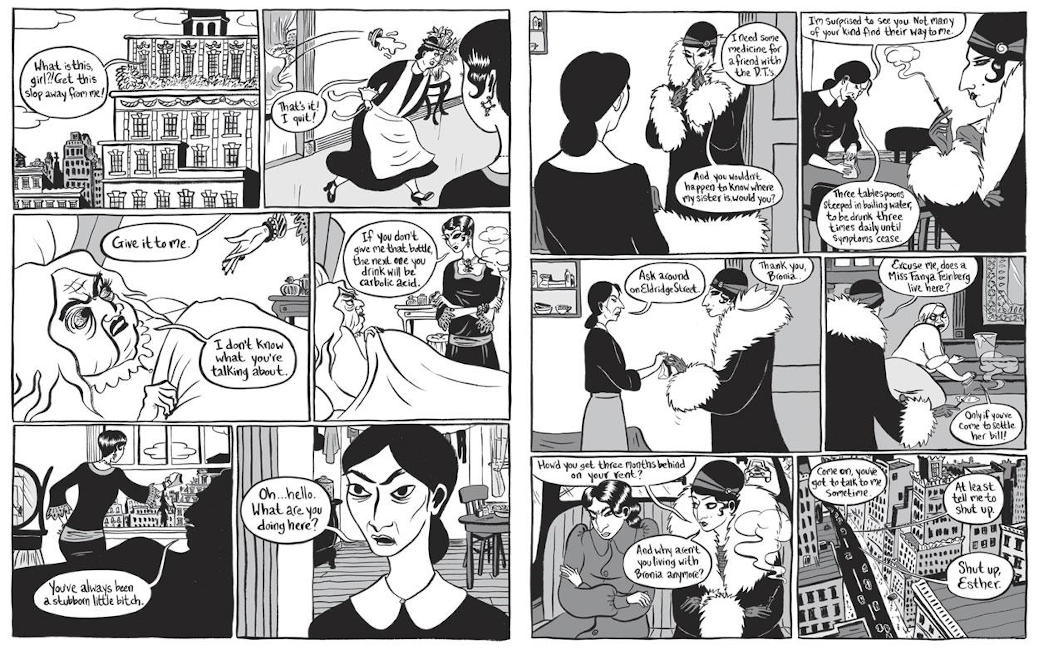 What is this,
girl?! Get this
slop away from me!
That's it!
I quit!
Give it to me.
I don't know
what you're
talking about.
If you don't
give me that bottle,
the next one you
drink will be
carbolic acid.
You've always been
a stubborn little bitch.
Oh...hello.
What are you
doing here?
I need some
medicine for
a friend with
the D.T.s.
And you wouldn't
happen to know where
my sister is, would you?
I'm surprised to see you. Not many
of your kind find their way to me.
Three tablespoons
steeped in boiling water,
to be drunk three
times daily until
symptoms cease.
Ask around
on Eldridge Street.
Thank you,
Bronia.
Excuse me, does a
Miss Fanya Feinberg
live here?
Only if you've
come to settle
her bill!
How'd you get three months behind
on your rent?
And why aren't
you living with
Bronia anymore?
Come on, you've
got to talk to me
sometime.
At least
tell me to
shut up.
Shut up,
Esther.